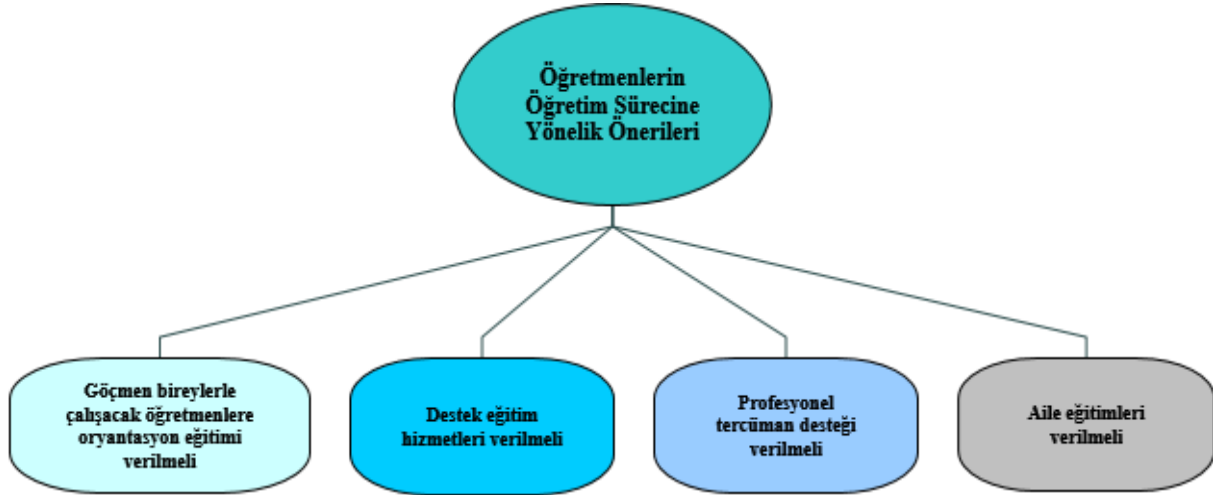 Öğretmenlerin
Öğretim Sürecine
Yönelik Önerileri
Göçmen bireylerle
çalışacak öğretmenlere
oryantasyon eğitimi
verilmeli
Destek eğitim
hizmetleri verilmeli
Profesyonel
tercüman desteği
verilmeli
Aile eğitimleri
verilmeli